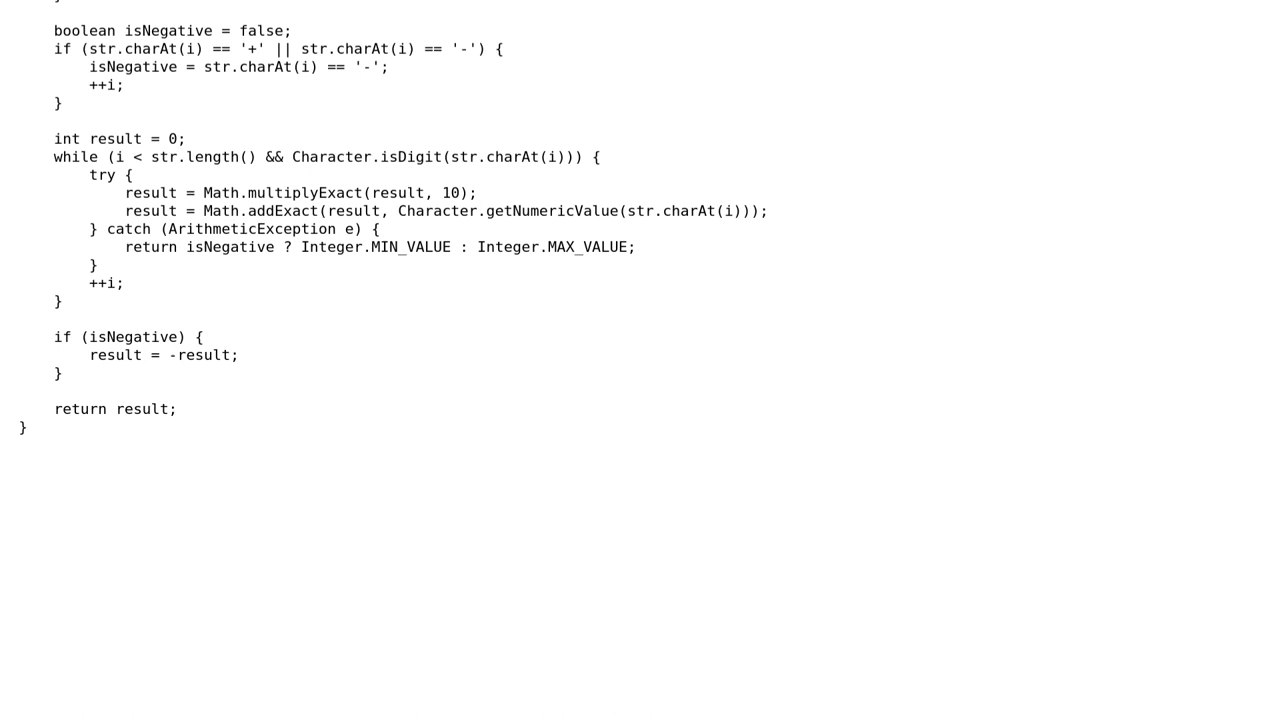 boolean isNegative = false;
    if (str.charAt(i) == '+' || str.charAt(i) == '-') {
        isNegative = str.charAt(i) == '-';
        ++i;
    }

    int result = 0;
    while (i < str.length() && Character.isDigit(str.charAt(i))) {
        try {
            result = Math.multiplyExact(result, 10);
            result = Math.addExact(result, Character.getNumericValue(str.charAt(i)));
        } catch (ArithmeticException e) {
            return isNegative ? Integer.MIN_VALUE : Integer.MAX_VALUE;
        }
        ++i;
    }

    if (isNegative) {
        result = -result;
    }

    return result;
}